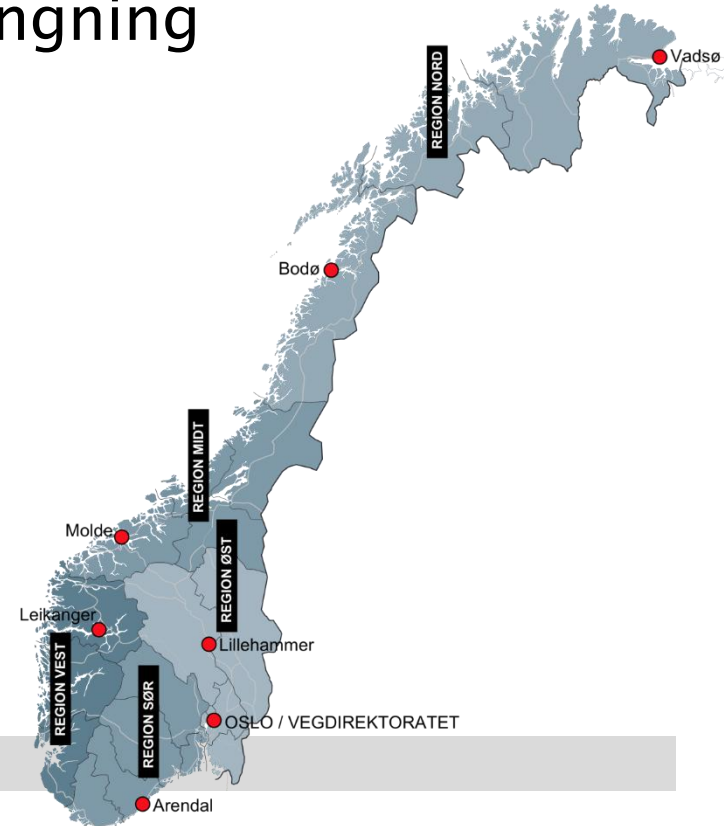 ngning
Vadsø
REGION NORD
Bodø
REGION MIDT
Molde
REGION ØST
Leikanger
Lillehammer
REGION VEST
REGION SØR
OSLO / VEGDIREKTORATET
Arendal